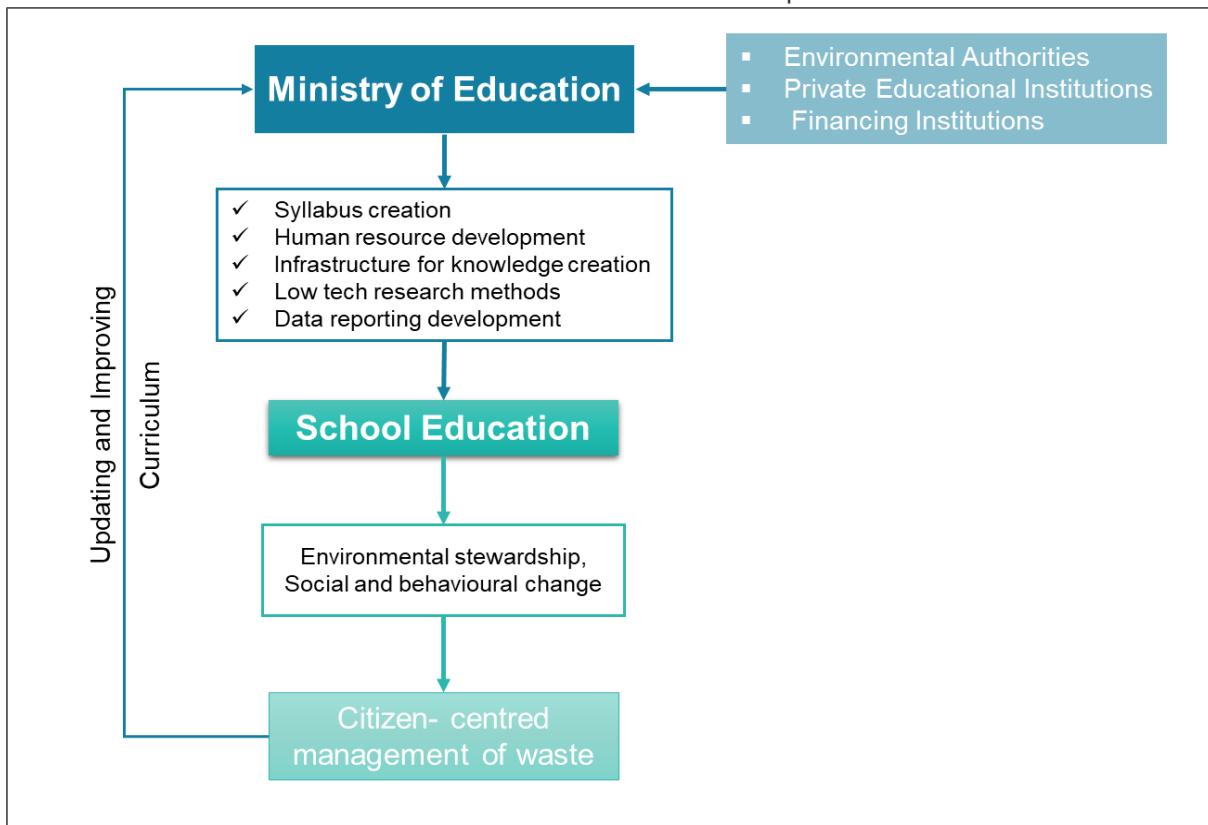 Ministry of Education
▪ Environmental Authorities
▪ Private Educational Institutions
▪ Financing Institutions
✓ Syllabus creation
✓ Human resource development
✓ Infrastructure for knowledge creation
✓ Low tech research methods
✓ Data reporting development
School Education
Environmental stewardship,
Social and behavioural change
Citizen- centred
management of waste
Updating and Improving
Curriculum